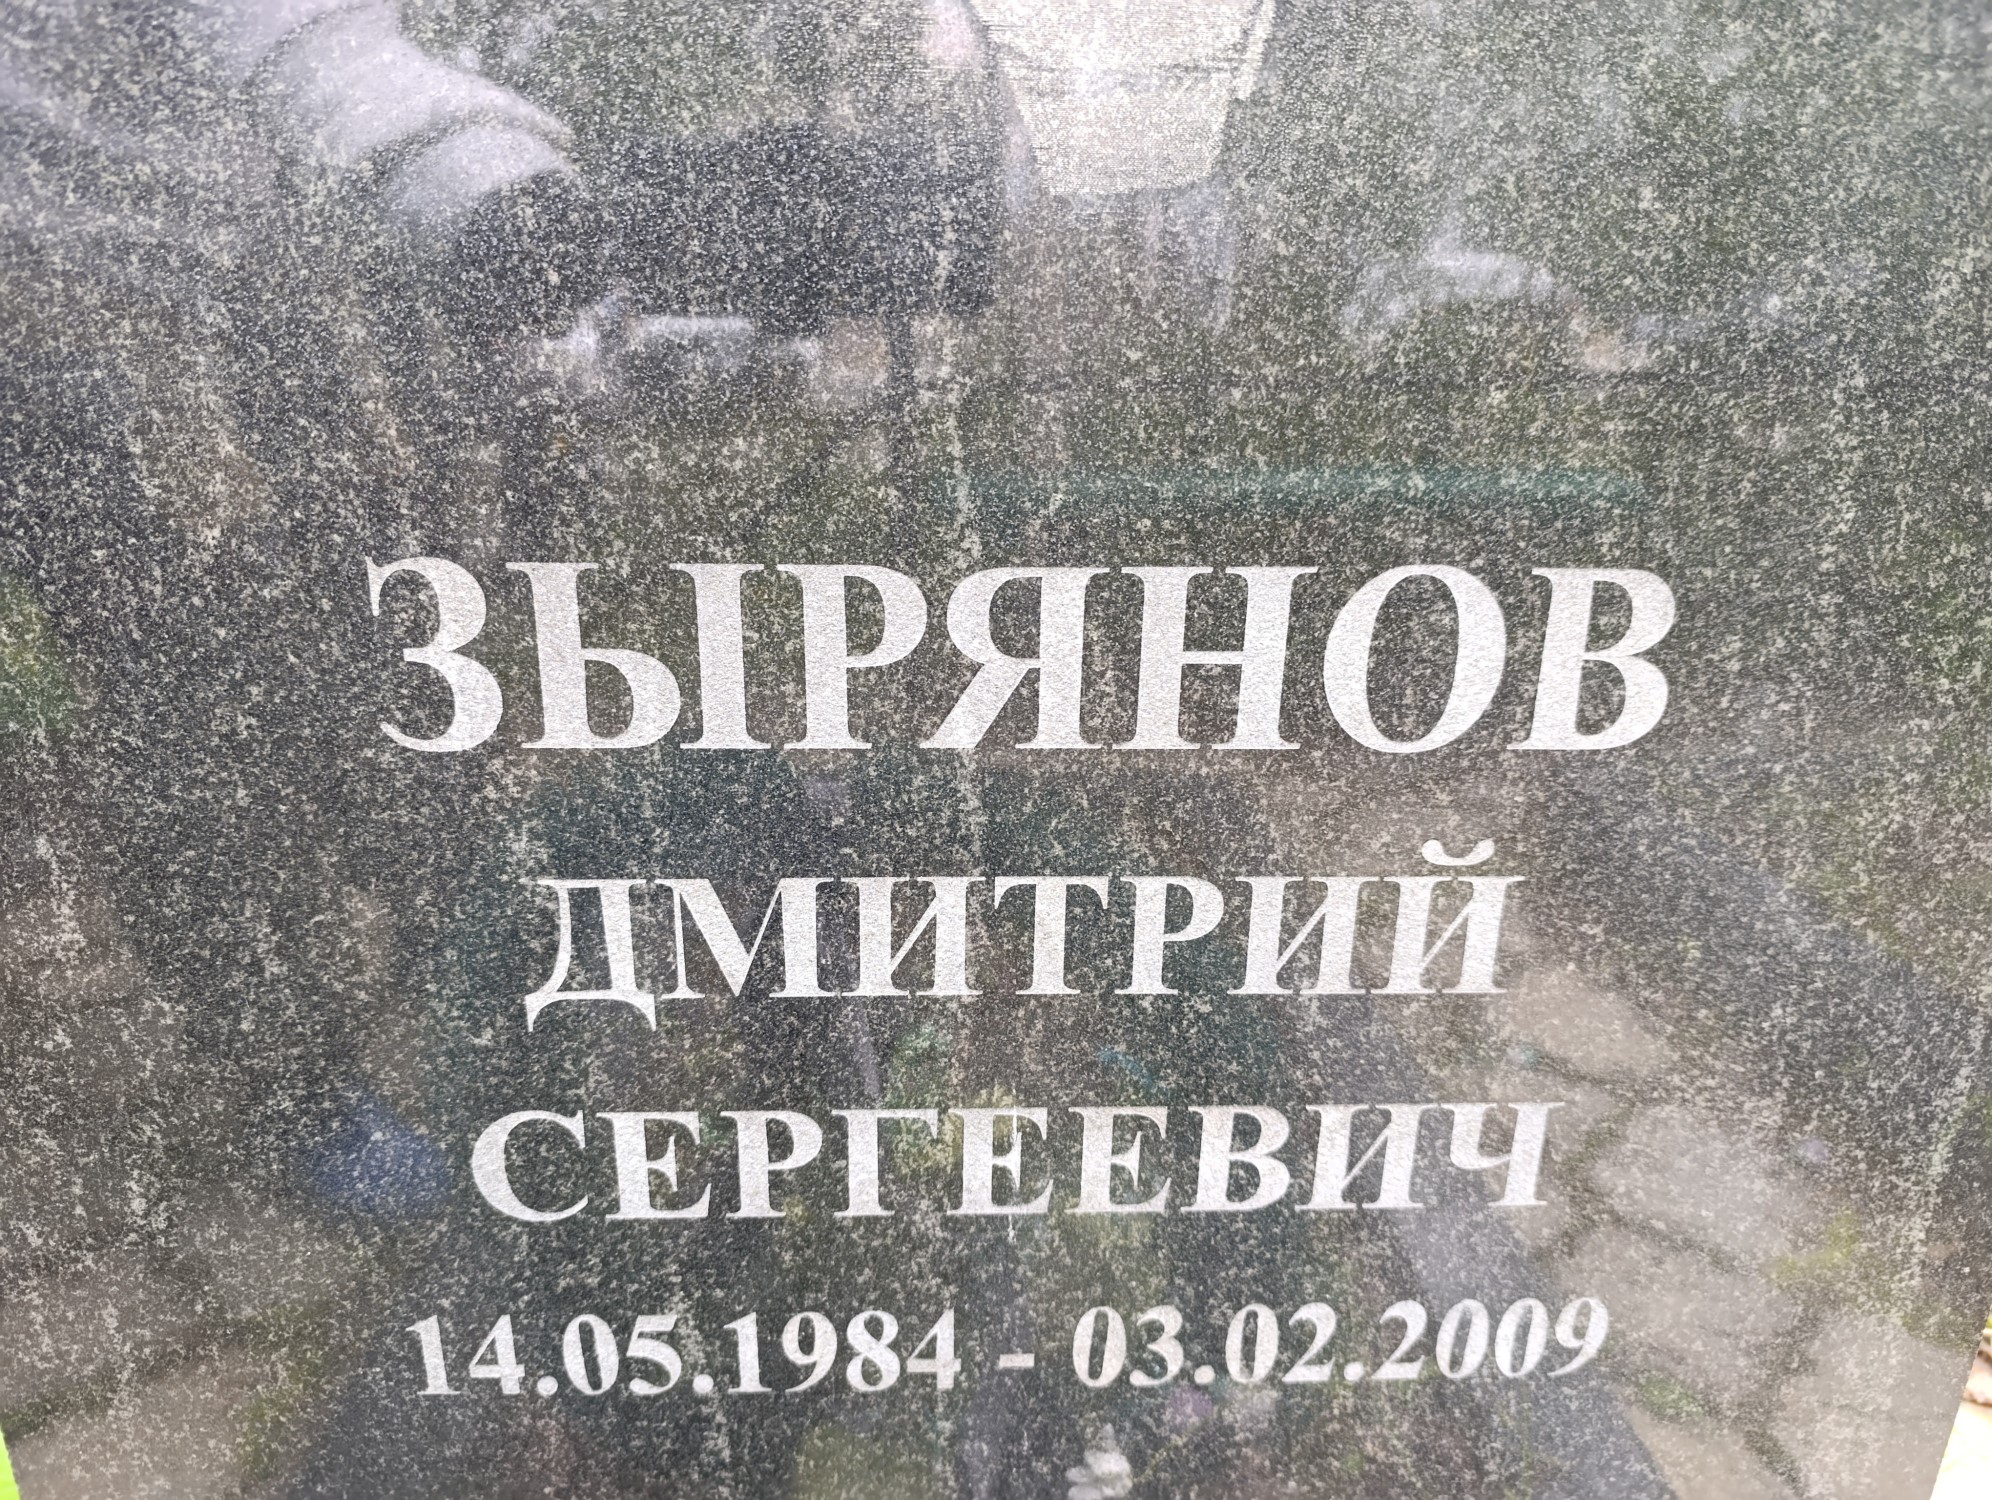 ЗЫРЯНОВ
ДМИТРИЙ
СЕРГЕЕВИЧ
14.05.1984 - 03.02.2009